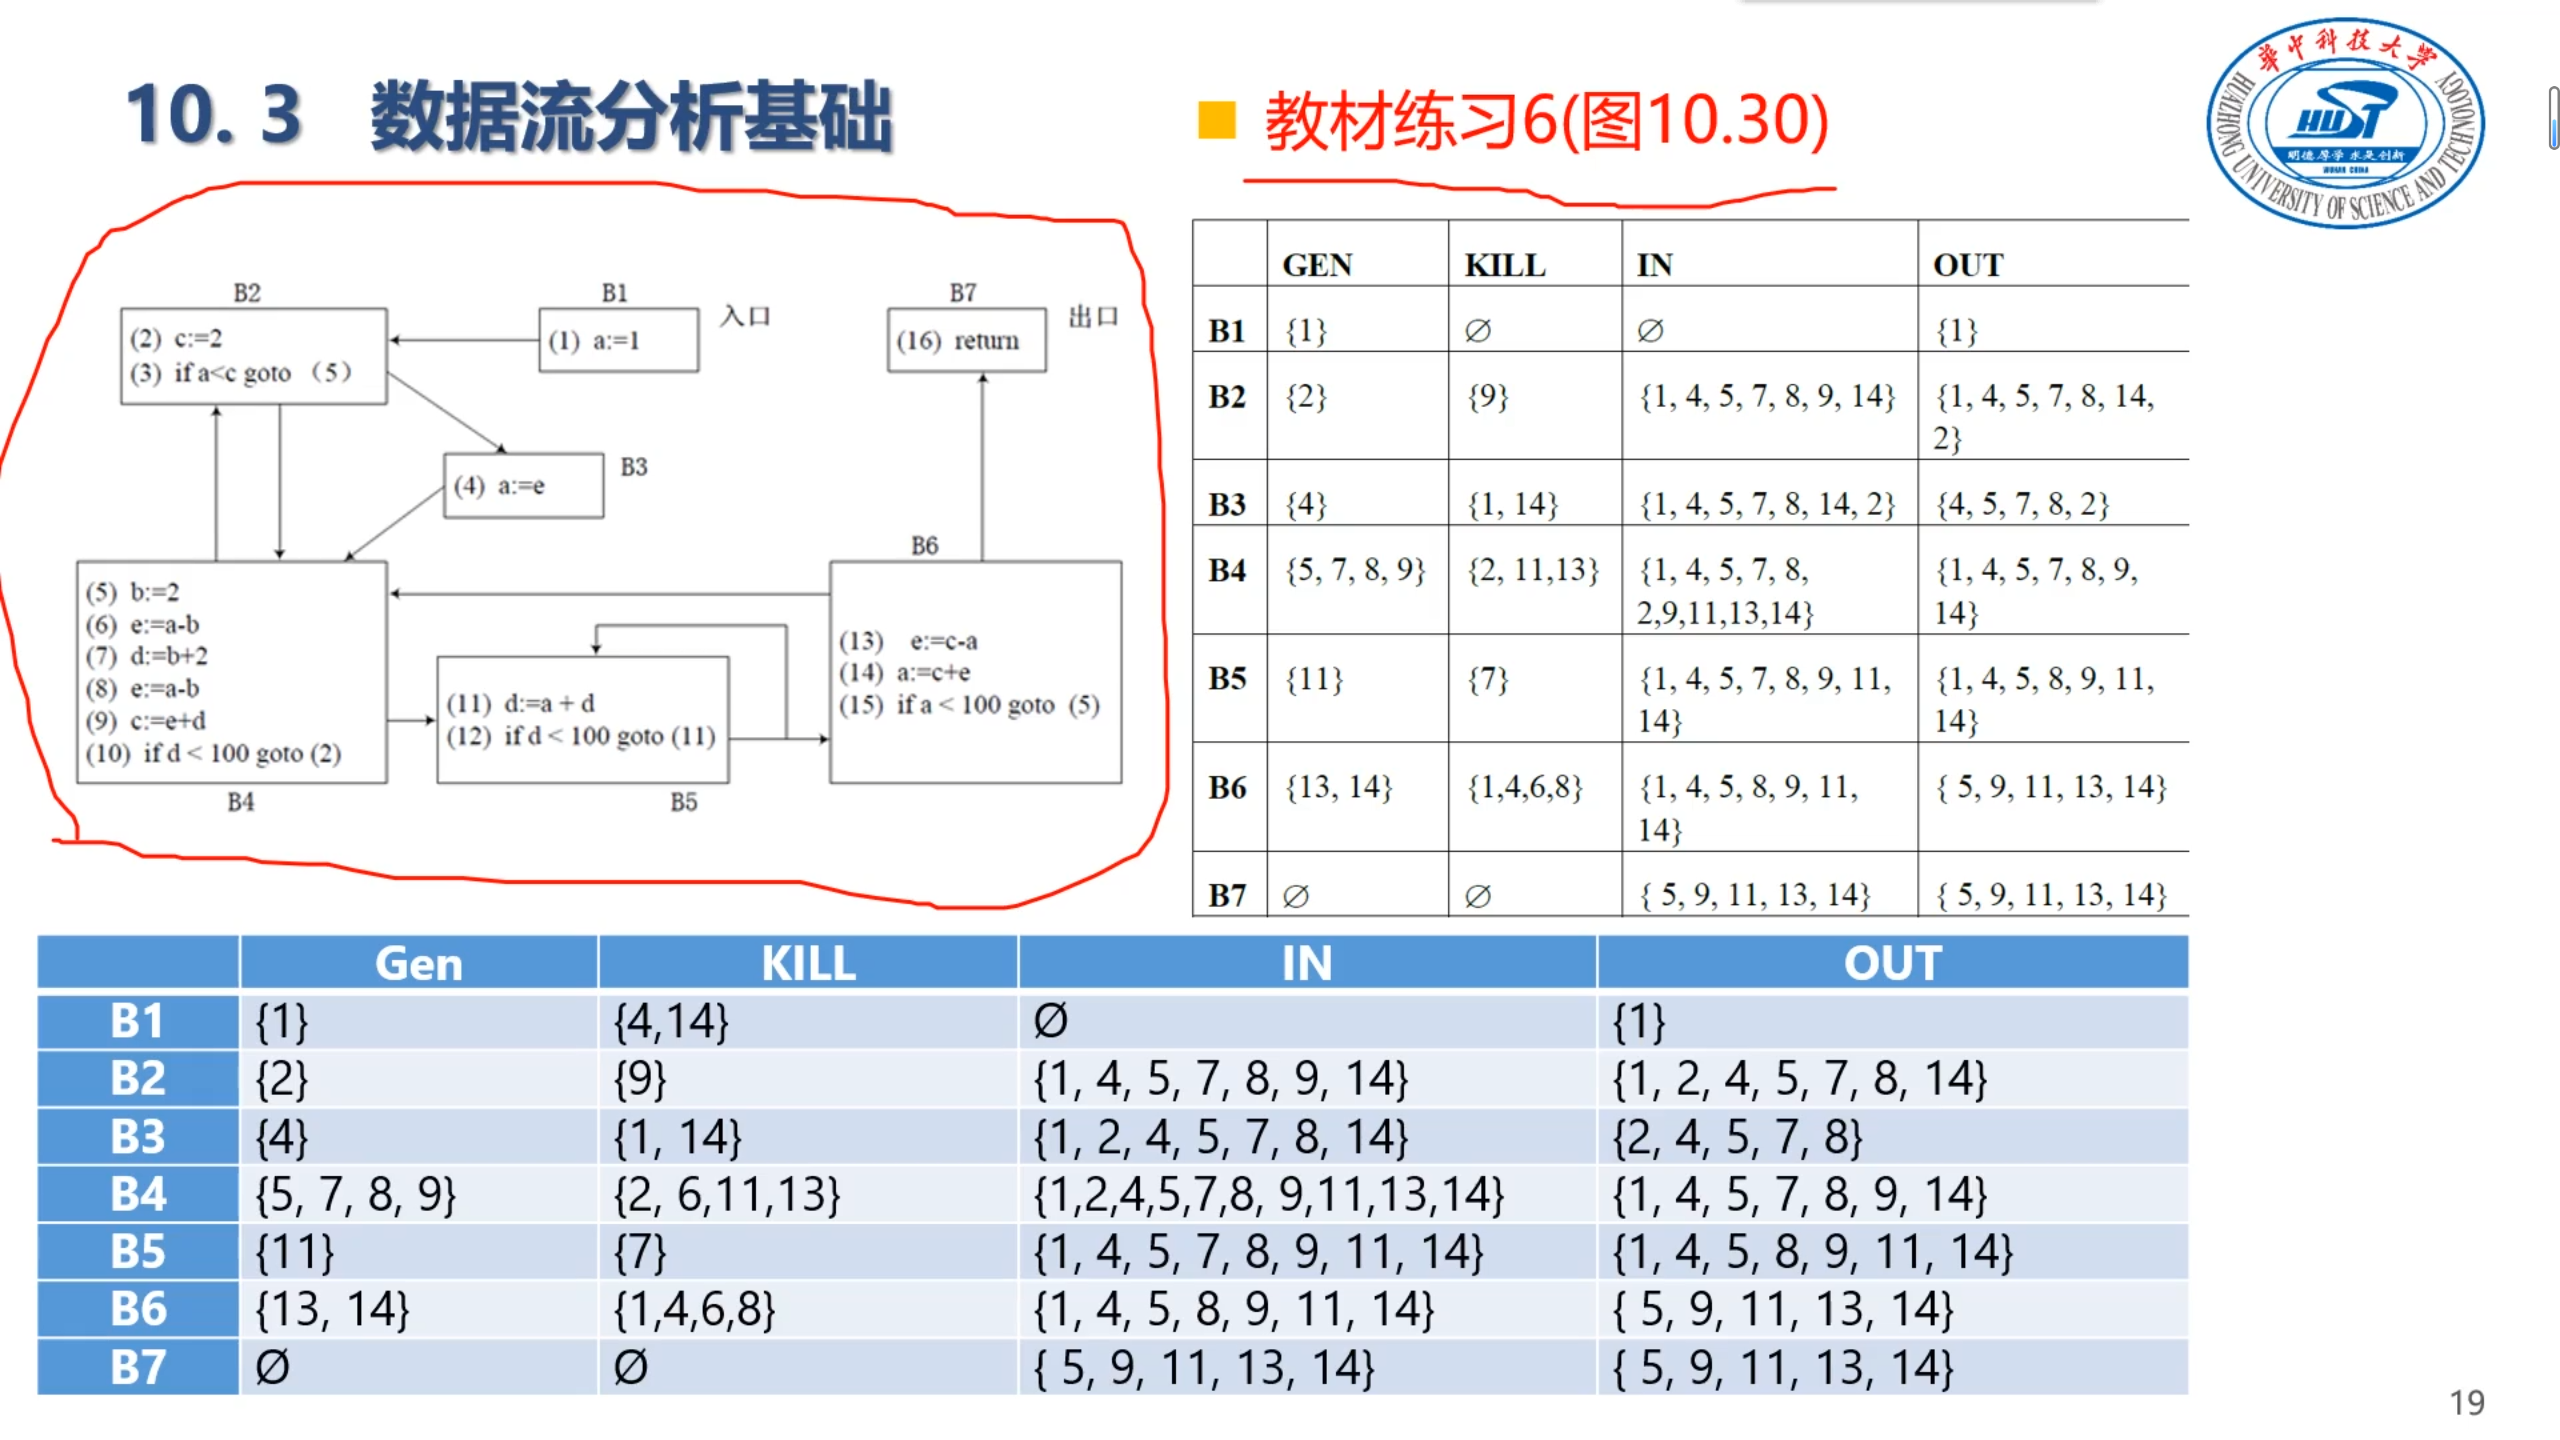 10. 3 数据流分析基础
教材练习6(图10.30)
華中科技大学
HUAZHONG UNIVERSITY OF SCIENCE AND TECHNOLOGY
HUST
明德厚学 求是创新
WUHAN CHINA
B2
(2) c:=2
(3) if a<c goto （5）
B1
(1) a:=1
入口
B7
(16) return
出口
(4) a:=e
B3
(5) b:=2
(6) e:=a-b
(7) d:=b+2
(8) e:=a-b
(9) c:=e+d
(10) if d < 100 goto (2)
B4
(11) d:=a + d
(12) if d < 100 goto (11)
B5
B6
(13) e:=c-a
(14) a:=c+e
(15) if a < 100 goto (5)
GEN KILL IN OUT
B1 {1} ∅ ∅ {1}
B2 {2} {9} {1, 4, 5, 7, 8, 9, 14} {1, 4, 5, 7, 8, 14,
2}
B3 {4} {1, 14} {1, 4, 5, 7, 8, 14, 2} {4, 5, 7, 8, 2}
B4 {5, 7, 8, 9} {2, 11,13} {1, 4, 5, 7, 8, {1, 4, 5, 7, 8, 9,
2,9,11,13,14} 14}
B5 {11} {7} {1, 4, 5, 7, 8, 9, 11, {1, 4, 5, 8, 9, 11,
14} 14}
B6 {13, 14} {1,4,6,8} {1, 4, 5, 8, 9, 11, { 5, 9, 11, 13, 14}
14}
B7 ∅ ∅ { 5, 9, 11, 13, 14} { 5, 9, 11, 13, 14}
Gen KILL IN OUT
B1 {1} {4,14} Ø {1}
B2 {2} {9} {1, 4, 5, 7, 8, 9, 14} {1, 2, 4, 5, 7, 8, 14}
B3 {4} {1, 14} {1, 2, 4, 5, 7, 8, 14} {2, 4, 5, 7, 8}
B4 {5, 7, 8, 9} {2, 6,11,13} {1,2,4,5,7,8, 9,11,13,14} {1, 4, 5, 7, 8, 9, 14}
B5 {11} {7} {1, 4, 5, 7, 8, 9, 11, 14} {1, 4, 5, 8, 9, 11, 14}
B6 {13, 14} {1,4,6,8} {1, 4, 5, 8, 9, 11, 14} { 5, 9, 11, 13, 14}
B7 Ø Ø { 5, 9, 11, 13, 14} { 5, 9, 11, 13, 14}
19